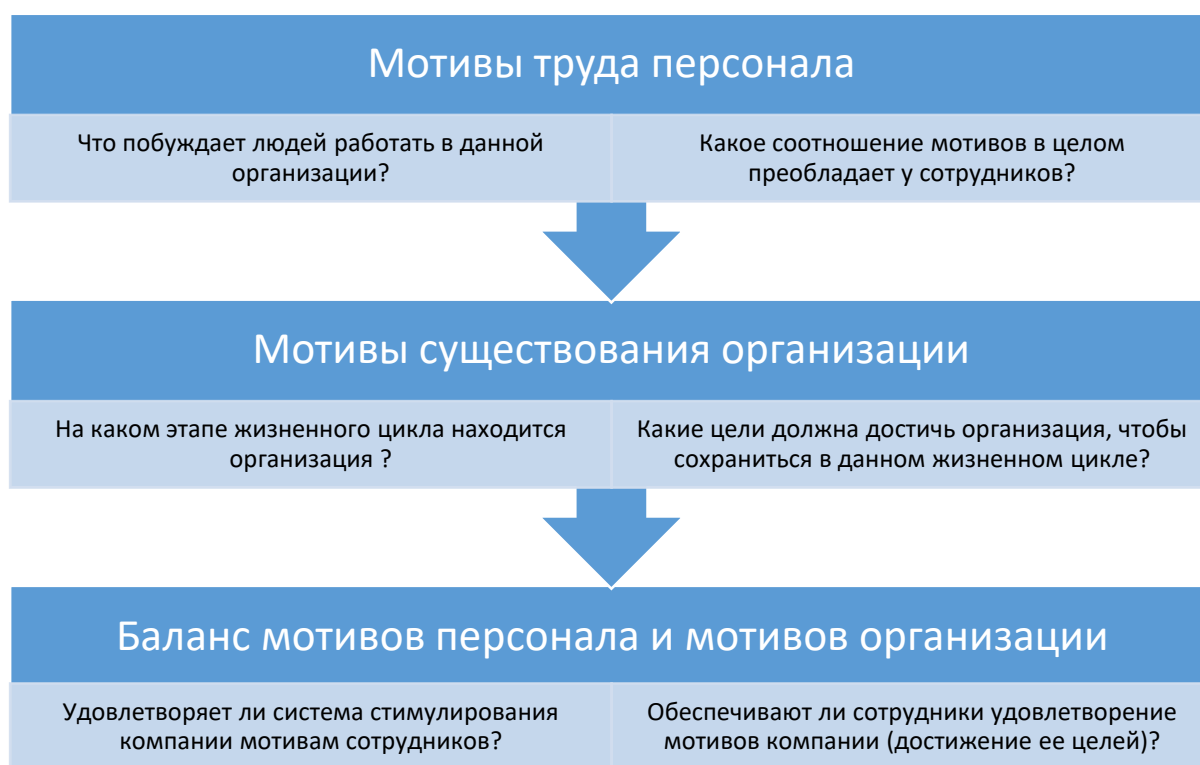 Мотивы труда персонала
Что побуждает людей работать в данной
организации?
Какое соотношение мотивов в целом
преобладает у сотрудников?
Мотивы существования организации
На каком этапе жизненного цикла находится
организация ?
Какие цели должна достичь организация, чтобы
сохраниться в данном жизненном цикле?
Баланс мотивов персонала и мотивов организации
Удовлетворяет ли система стимулирования
компании мотивам сотрудников?
Обеспечивают ли сотрудники удовлетворение
мотивов компании (достижение ее целей)?